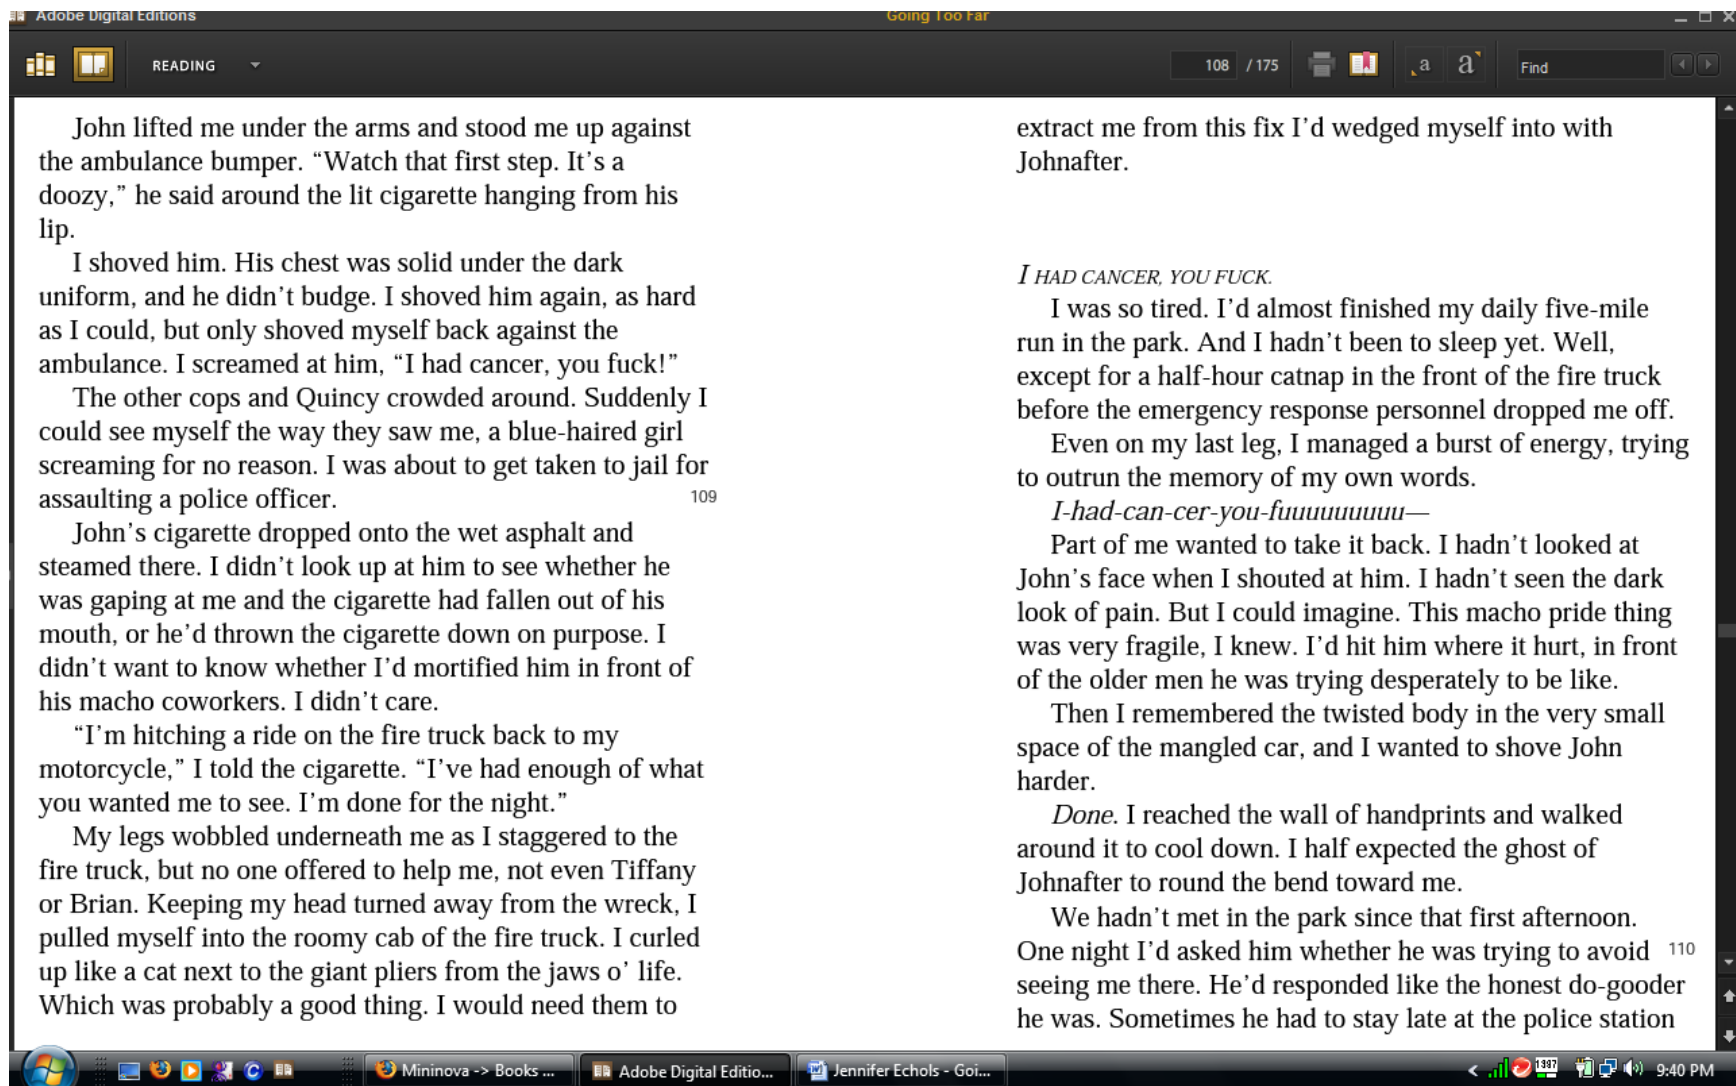 Adobe Digital Editions
Going Too Far
READING
108 / 175
a
a
Find
John lifted me under the arms and stood me up against
the ambulance bumper. “Watch that first step. It’s a
doozy,” he said around the lit cigarette hanging from his
lip.
I shoved him. His chest was solid under the dark
uniform, and he didn’t budge. I shoved him again, as hard
as I could, but only shoved myself back against the
ambulance. I screamed at him, “I had cancer, you fuck!”
The other cops and Quincy crowded around. Suddenly I
could see myself the way they saw me, a blue-haired girl
screaming for no reason. I was about to get taken to jail for
assaulting a police officer.
109
John’s cigarette dropped onto the wet asphalt and
steamed there. I didn’t look up at him to see whether he
was gaping at me and the cigarette had fallen out of his
mouth, or he’d thrown the cigarette down on purpose. I
didn’t want to know whether I’d mortified him in front of
his macho coworkers. I didn’t care.
“I’m hitching a ride on the fire truck back to my
motorcycle,” I told the cigarette. “I’ve had enough of what
you wanted me to see. I’m done for the night.”
My legs wobbled underneath me as I staggered to the
fire truck, but no one offered to help me, not even Tiffany
or Brian. Keeping my head turned away from the wreck, I
pulled myself into the roomy cab of the fire truck. I curled
up like a cat next to the giant pliers from the jaws o’ life.
Which was probably a good thing. I would need them to
extract me from this fix I’d wedged myself into with
Johnafter.
I HAD CANCER, YOU FUCK.
I was so tired. I’d almost finished my daily five-mile
run in the park. And I hadn’t been to sleep yet. Well,
except for a half-hour catnap in the front of the fire truck
before the emergency response personnel dropped me off.
Even on my last leg, I managed a burst of energy, trying
to outrun the memory of my own words.
I-had-can-cer-you-fuuuuuuuuuu—
Part of me wanted to take it back. I hadn’t looked at
John’s face when I shouted at him. I hadn’t seen the dark
look of pain. But I could imagine. This macho pride thing
was very fragile, I knew. I’d hit him where it hurt, in front
of the older men he was trying desperately to be like.
Then I remembered the twisted body in the very small
space of the mangled car, and I wanted to shove John
harder.
Done. I reached the wall of handprints and walked
around it to cool down. I half expected the ghost of
Johnafter to round the bend toward me.
We hadn’t met in the park since that first afternoon.
One night I’d asked him whether he was trying to avoid
110
seeing me there. He’d responded like the honest do-gooder
he was. Sometimes he had to stay late at the police station
Mininova -> Books ...
Adobe Digital Editio...
Jennifer Echols - Goi...
9:40 PM